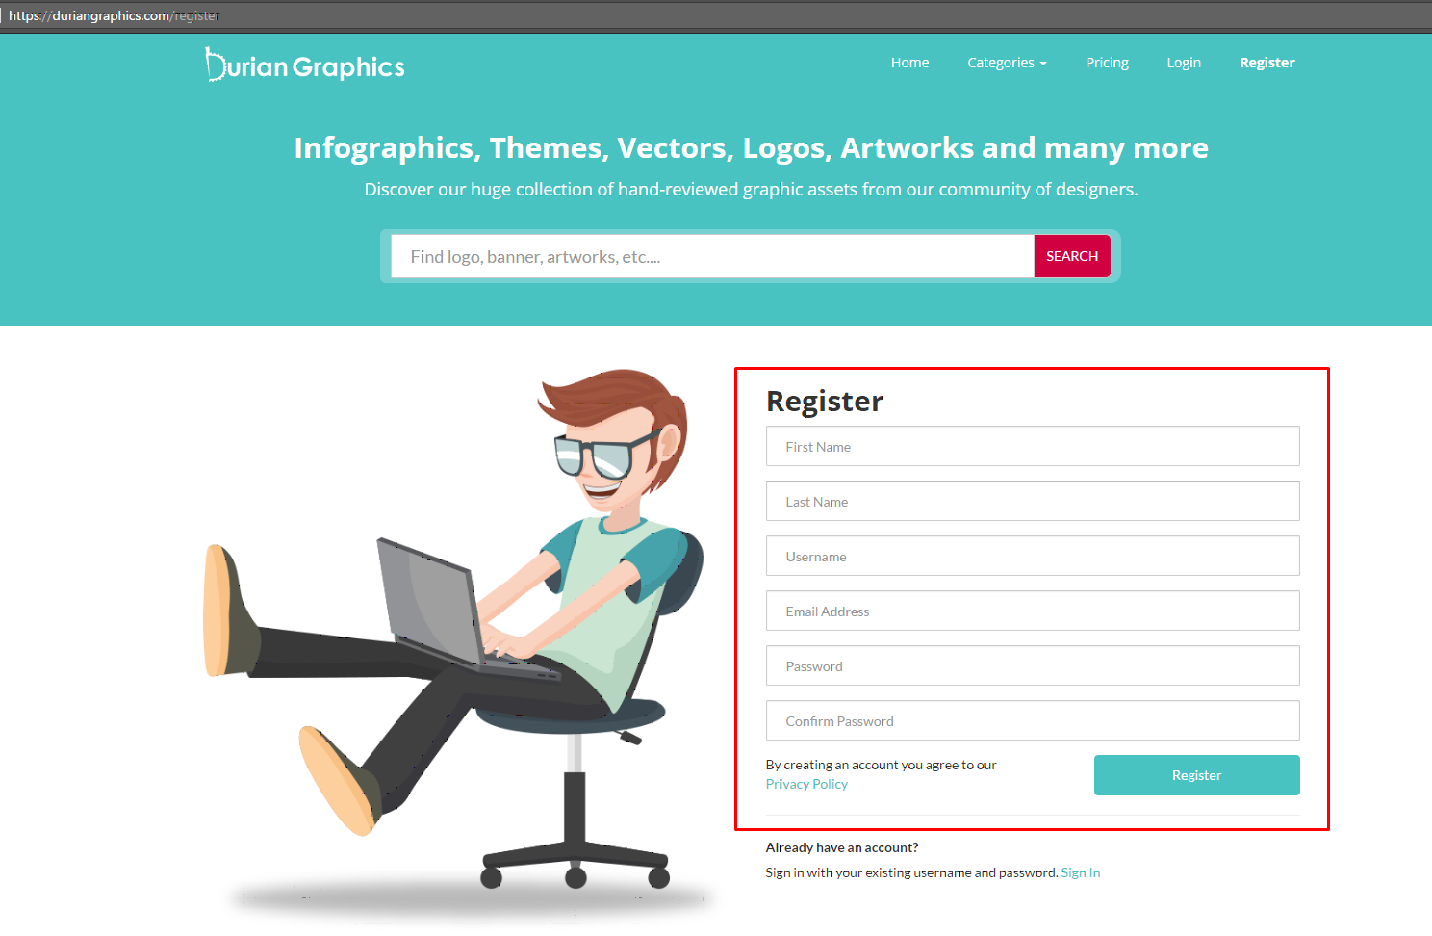 https://duriangraphics.com/register
Durian Graphics
Home Categories Pricing Login Register
Infographics, Themes, Vectors, Logos, Artworks and many more
Discover our huge collection of hand-reviewed graphic assets from our community of designers.
Find logo, banner, artworks, etc.... SEARCH
Register
First Name
Last Name
Username
Email Address
Password
Confirm Password
By creating an account you agree to our
Privacy Policy
Register
Already have an account?
Sign in with your existing username and password. Sign In